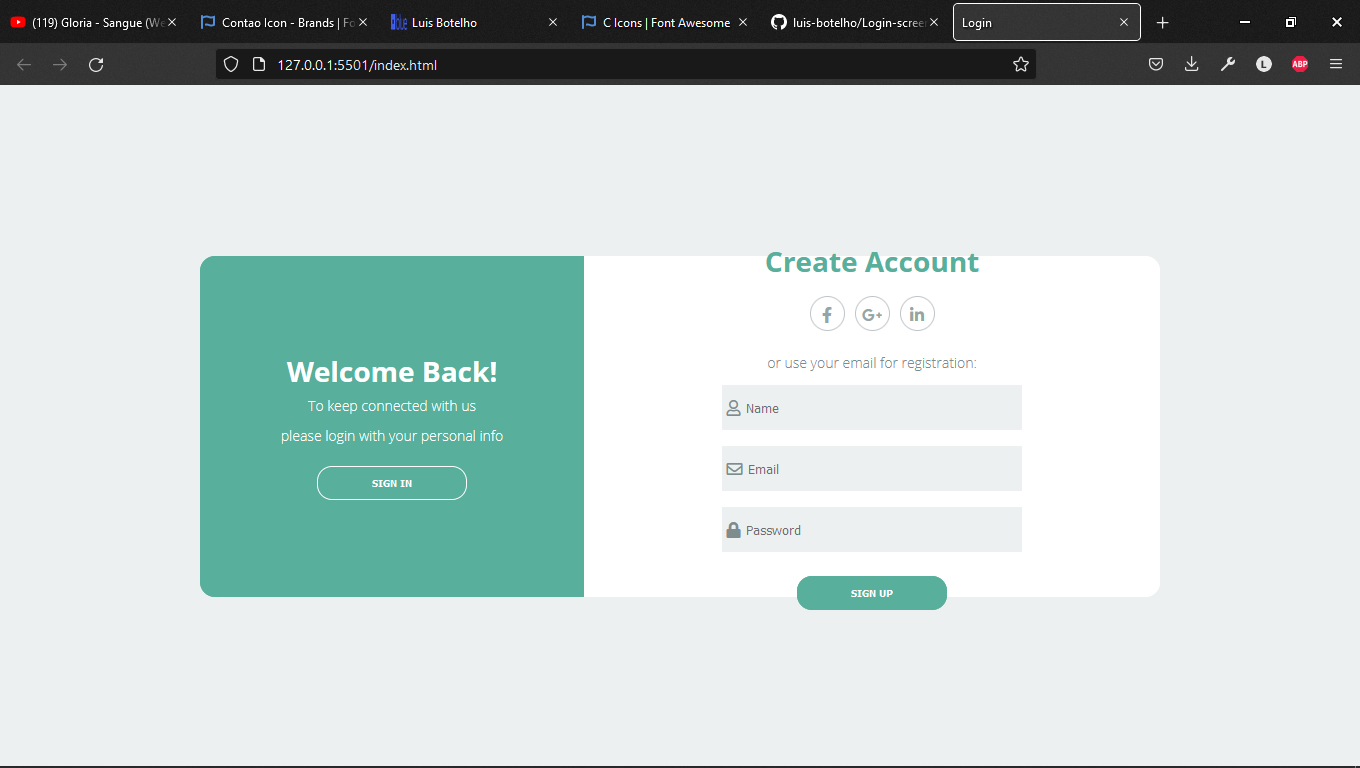 (119) Gloria - Sangue (We
Contao Icon - Brands | Fo
Luis Botelho
C Icons | Font Awesome
luis-botelho/Login-scree
Login
127.0.0.1:5501/index.html
L
ABP
Create Account
f
G+
in
or use your email for registration:
Welcome Back!
To keep connected with us
please login with your personal info
SIGN IN
Name
Email
Password
SIGN UP